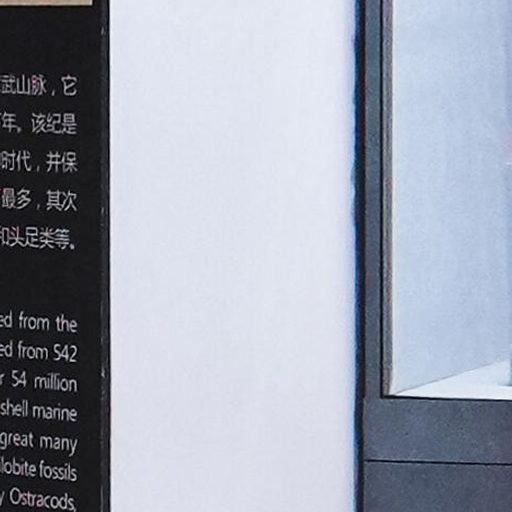 武山脉，它
年。该纪是
时代，并保
最多，其次
和头足类等。
ed from the
ed from 542
r 54 million
shell marine
great many
lobite fossils
y Ostracods,